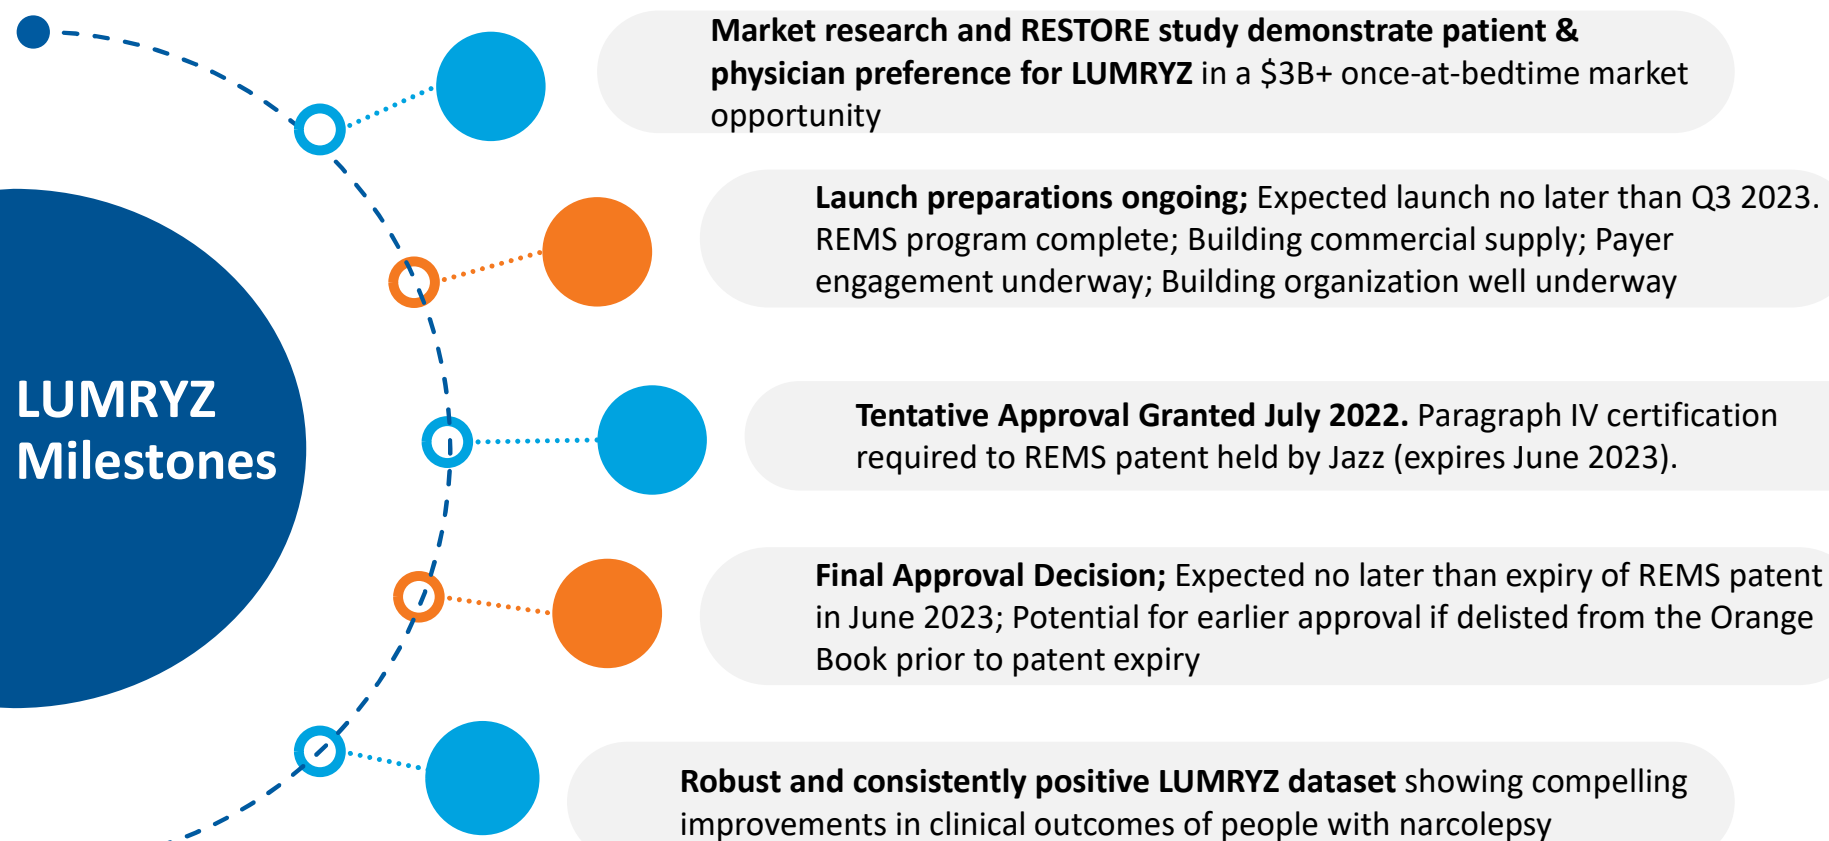 Market research and RESTORE study demonstrate patient &
physician preference for LUMRYZ in a $3B+ once-at-bedtime market
opportunity
Launch preparations ongoing; Expected launch no later than Q3 2023.
REMS program complete; Building commercial supply; Payer
engagement underway; Building organization well underway
LUMRYZ
Milestones
Tentative Approval Granted July 2022. Paragraph IV certification
required to REMS patent held by Jazz (expires June 2023).
Final Approval Decision; Expected no later than expiry of REMS patent
in June 2023; Potential for earlier approval if delisted from the Orange
Book prior to patent expiry
Robust and consistently positive LUMRYZ dataset showing compelling
improvements in clinical outcomes of people with narcolepsy